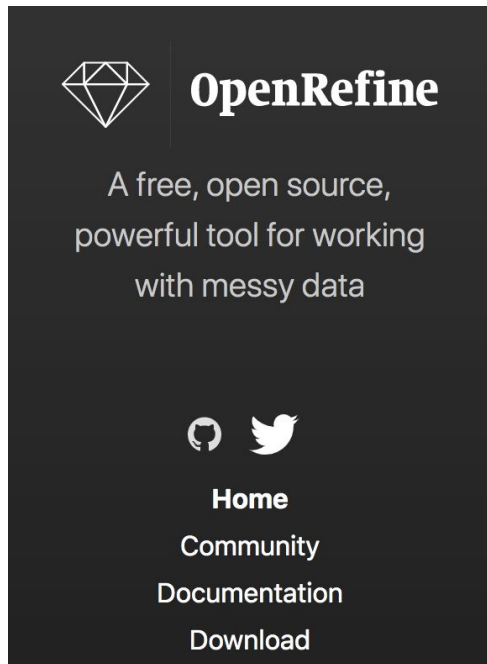 OpenRefine
A free, open source,
powerful tool for working
with messy data
Home
Community
Documentation
Download